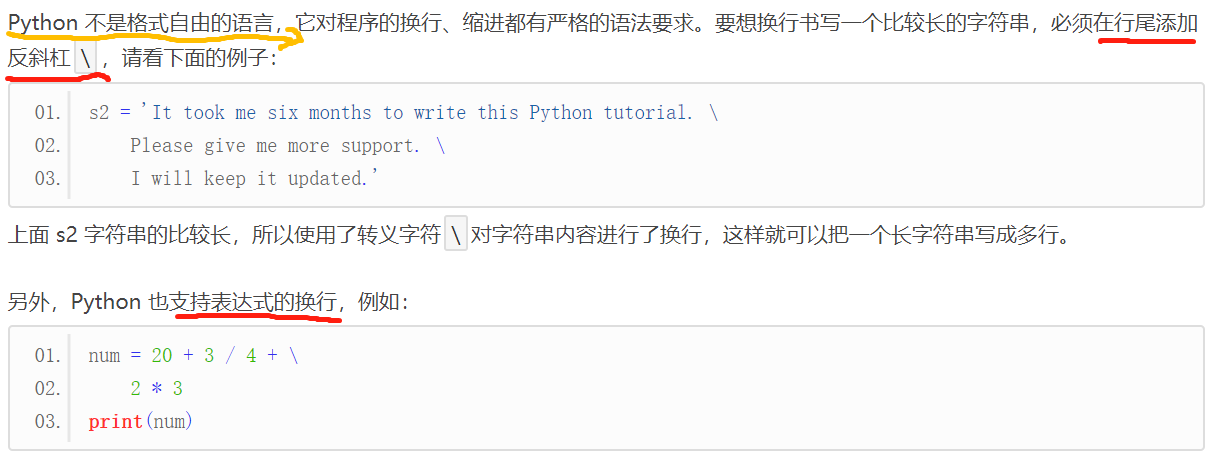 Python 不是格式自由的语言，它对程序的换行、缩进都有严格的语法要求。要想换行书写一个比较长的字符串，必须在行尾添加
反斜杠 \ ，请看下面的例子：
01. s2 = 'It took me six months to write this Python tutorial. \
02. Please give me more support. \
03. I will keep it updated.'
上面 s2 字符串的比较长，所以使用了转义字符 \ 对字符串内容进行了换行，这样就可以把一个长字符串写成多行。
另外，Python 也支持表达式的换行，例如：
01. num = 20 + 3 / 4 + \
02. 2 * 3
03. print(num)